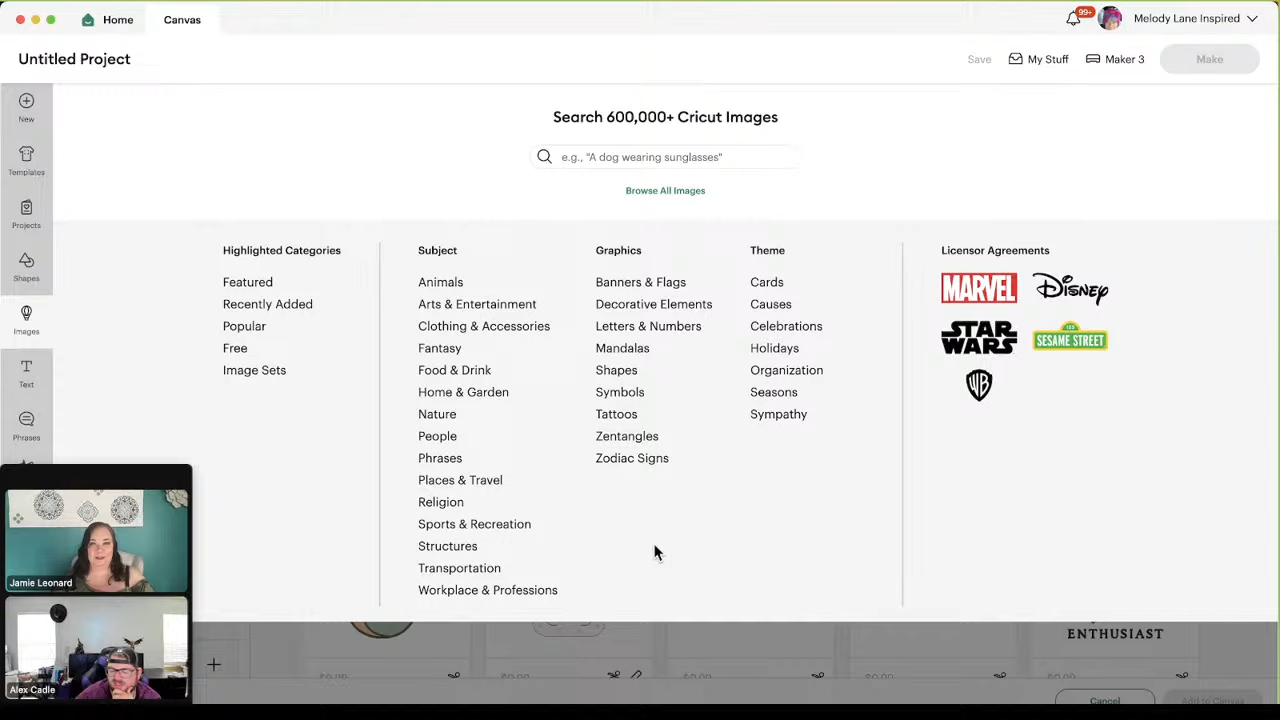 Home
Canvas
99+
Melody Lane Inspired
Untitled Project
Save
My Stuff
Maker 3
Make
New
Templates
Projects
Shapes
Images
Text
Phrases
Search 600,000+ Cricut Images
e.g., "A dog wearing sunglasses"
Browse All Images
Highlighted Categories
Featured
Recently Added
Popular
Free
Image Sets
Subject
Animals
Arts & Entertainment
Clothing & Accessories
Fantasy
Food & Drink
Home & Garden
Nature
People
Phrases
Places & Travel
Religion
Sports & Recreation
Structures
Transportation
Workplace & Professions
Graphics
Banners & Flags
Decorative Elements
Letters & Numbers
Mandalas
Shapes
Symbols
Tattoos
Zentangles
Zodiac Signs
Theme
Cards
Causes
Celebrations
Holidays
Organization
Seasons
Sympathy
Licensor Agreements
MARVEL
Disney
STAR
WARS
123
SESAME STREET
WB
Jamie Leonard
Alex Cadle
ENTHUSIAST
Cancel
Add to Canvas